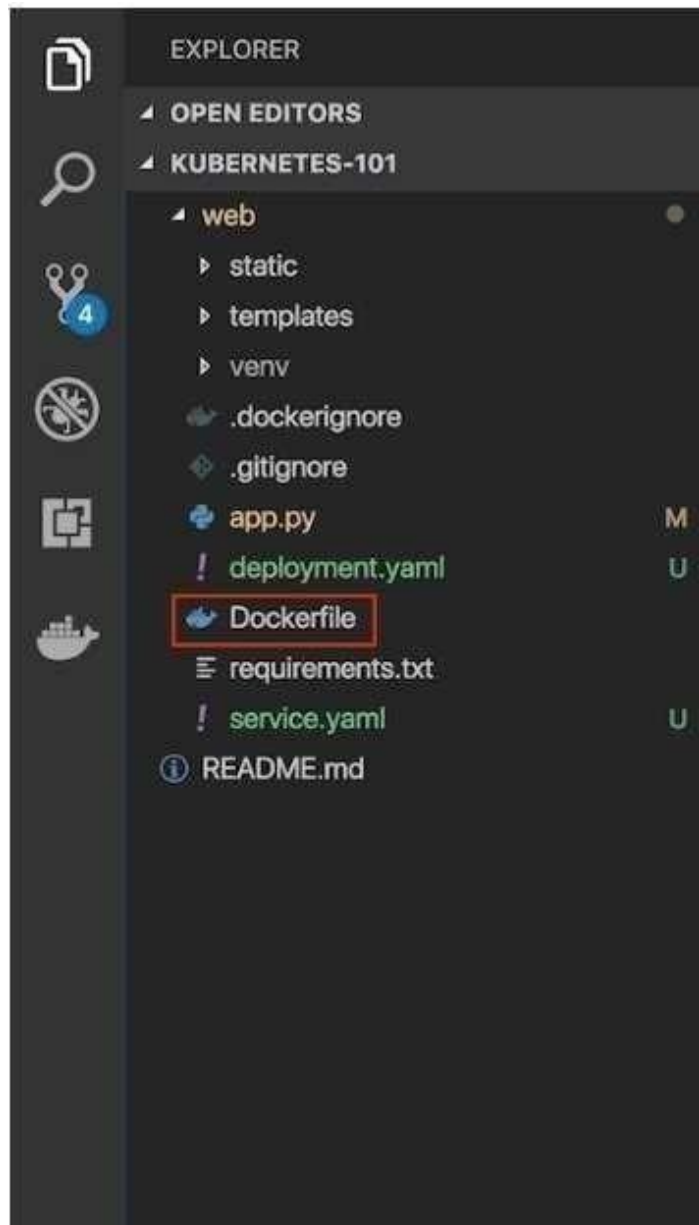 EXPLORER
OPEN EDITORS
KUBERNETES-101
web
static
templates
4
venv
.dockerignore
.gitignore
app.py M
deployment.yaml U
Dockerfile
requirements.txt
service.yaml U
README.md